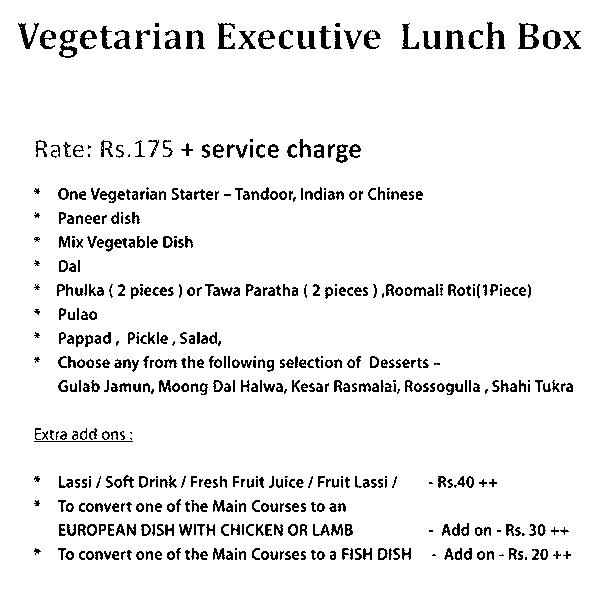 Vegetarian Executive Lunch Box
Rate: Rs.175 + service charge
* One Vegetarian Starter – Tandoor, Indian or Chinese
* Paneer dish
* Mix Vegetable Dish
* Dal
* Phulka ( 2 pieces ) or Tawa Paratha ( 2 pieces ) ,Roomali Roti(1Piece)
* Pulao
* Pappad , Pickle , Salad,
* Choose any from the following selection of Desserts –
Gulab Jamun, Moong Dal Halwa, Kesar Rasmalai, Rossogulla , Shahi Tukra
Extra add ons :
* Lassi / Soft Drink / Fresh Fruit Juice / Fruit Lassi / - Rs.40 ++
* To convert one of the Main Courses to an
EUROPEAN DISH WITH CHICKEN OR LAMB - Add on - Rs. 30 ++
* To convert one of the Main Courses to a FISH DISH - Add on - Rs. 20 ++